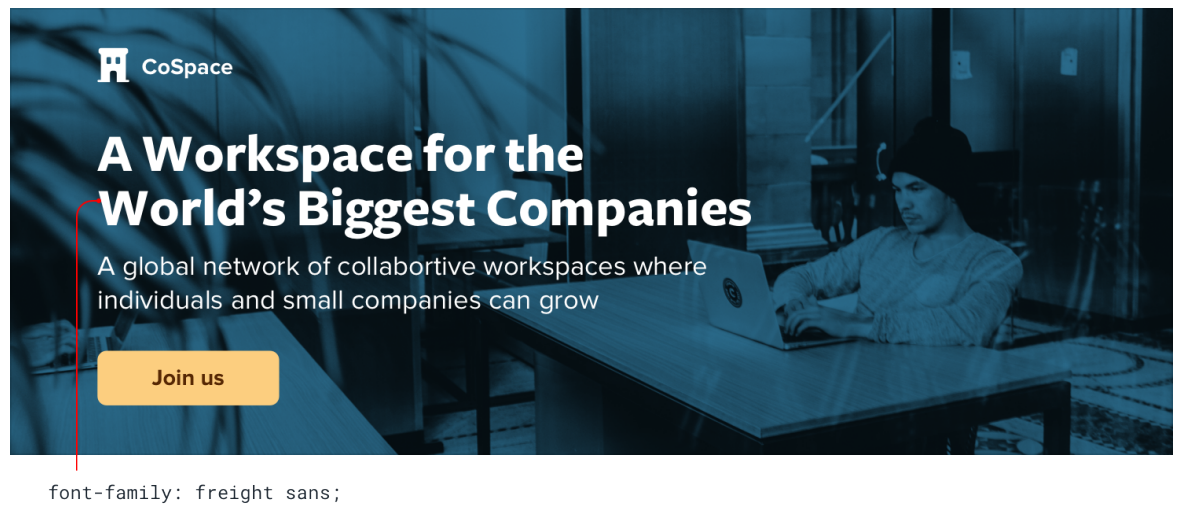 CoSpace
A Workspace for the
World’s Biggest Companies
A global network of collabortive workspaces where
individuals and small companies can grow
Join us
font-family: freight sans;